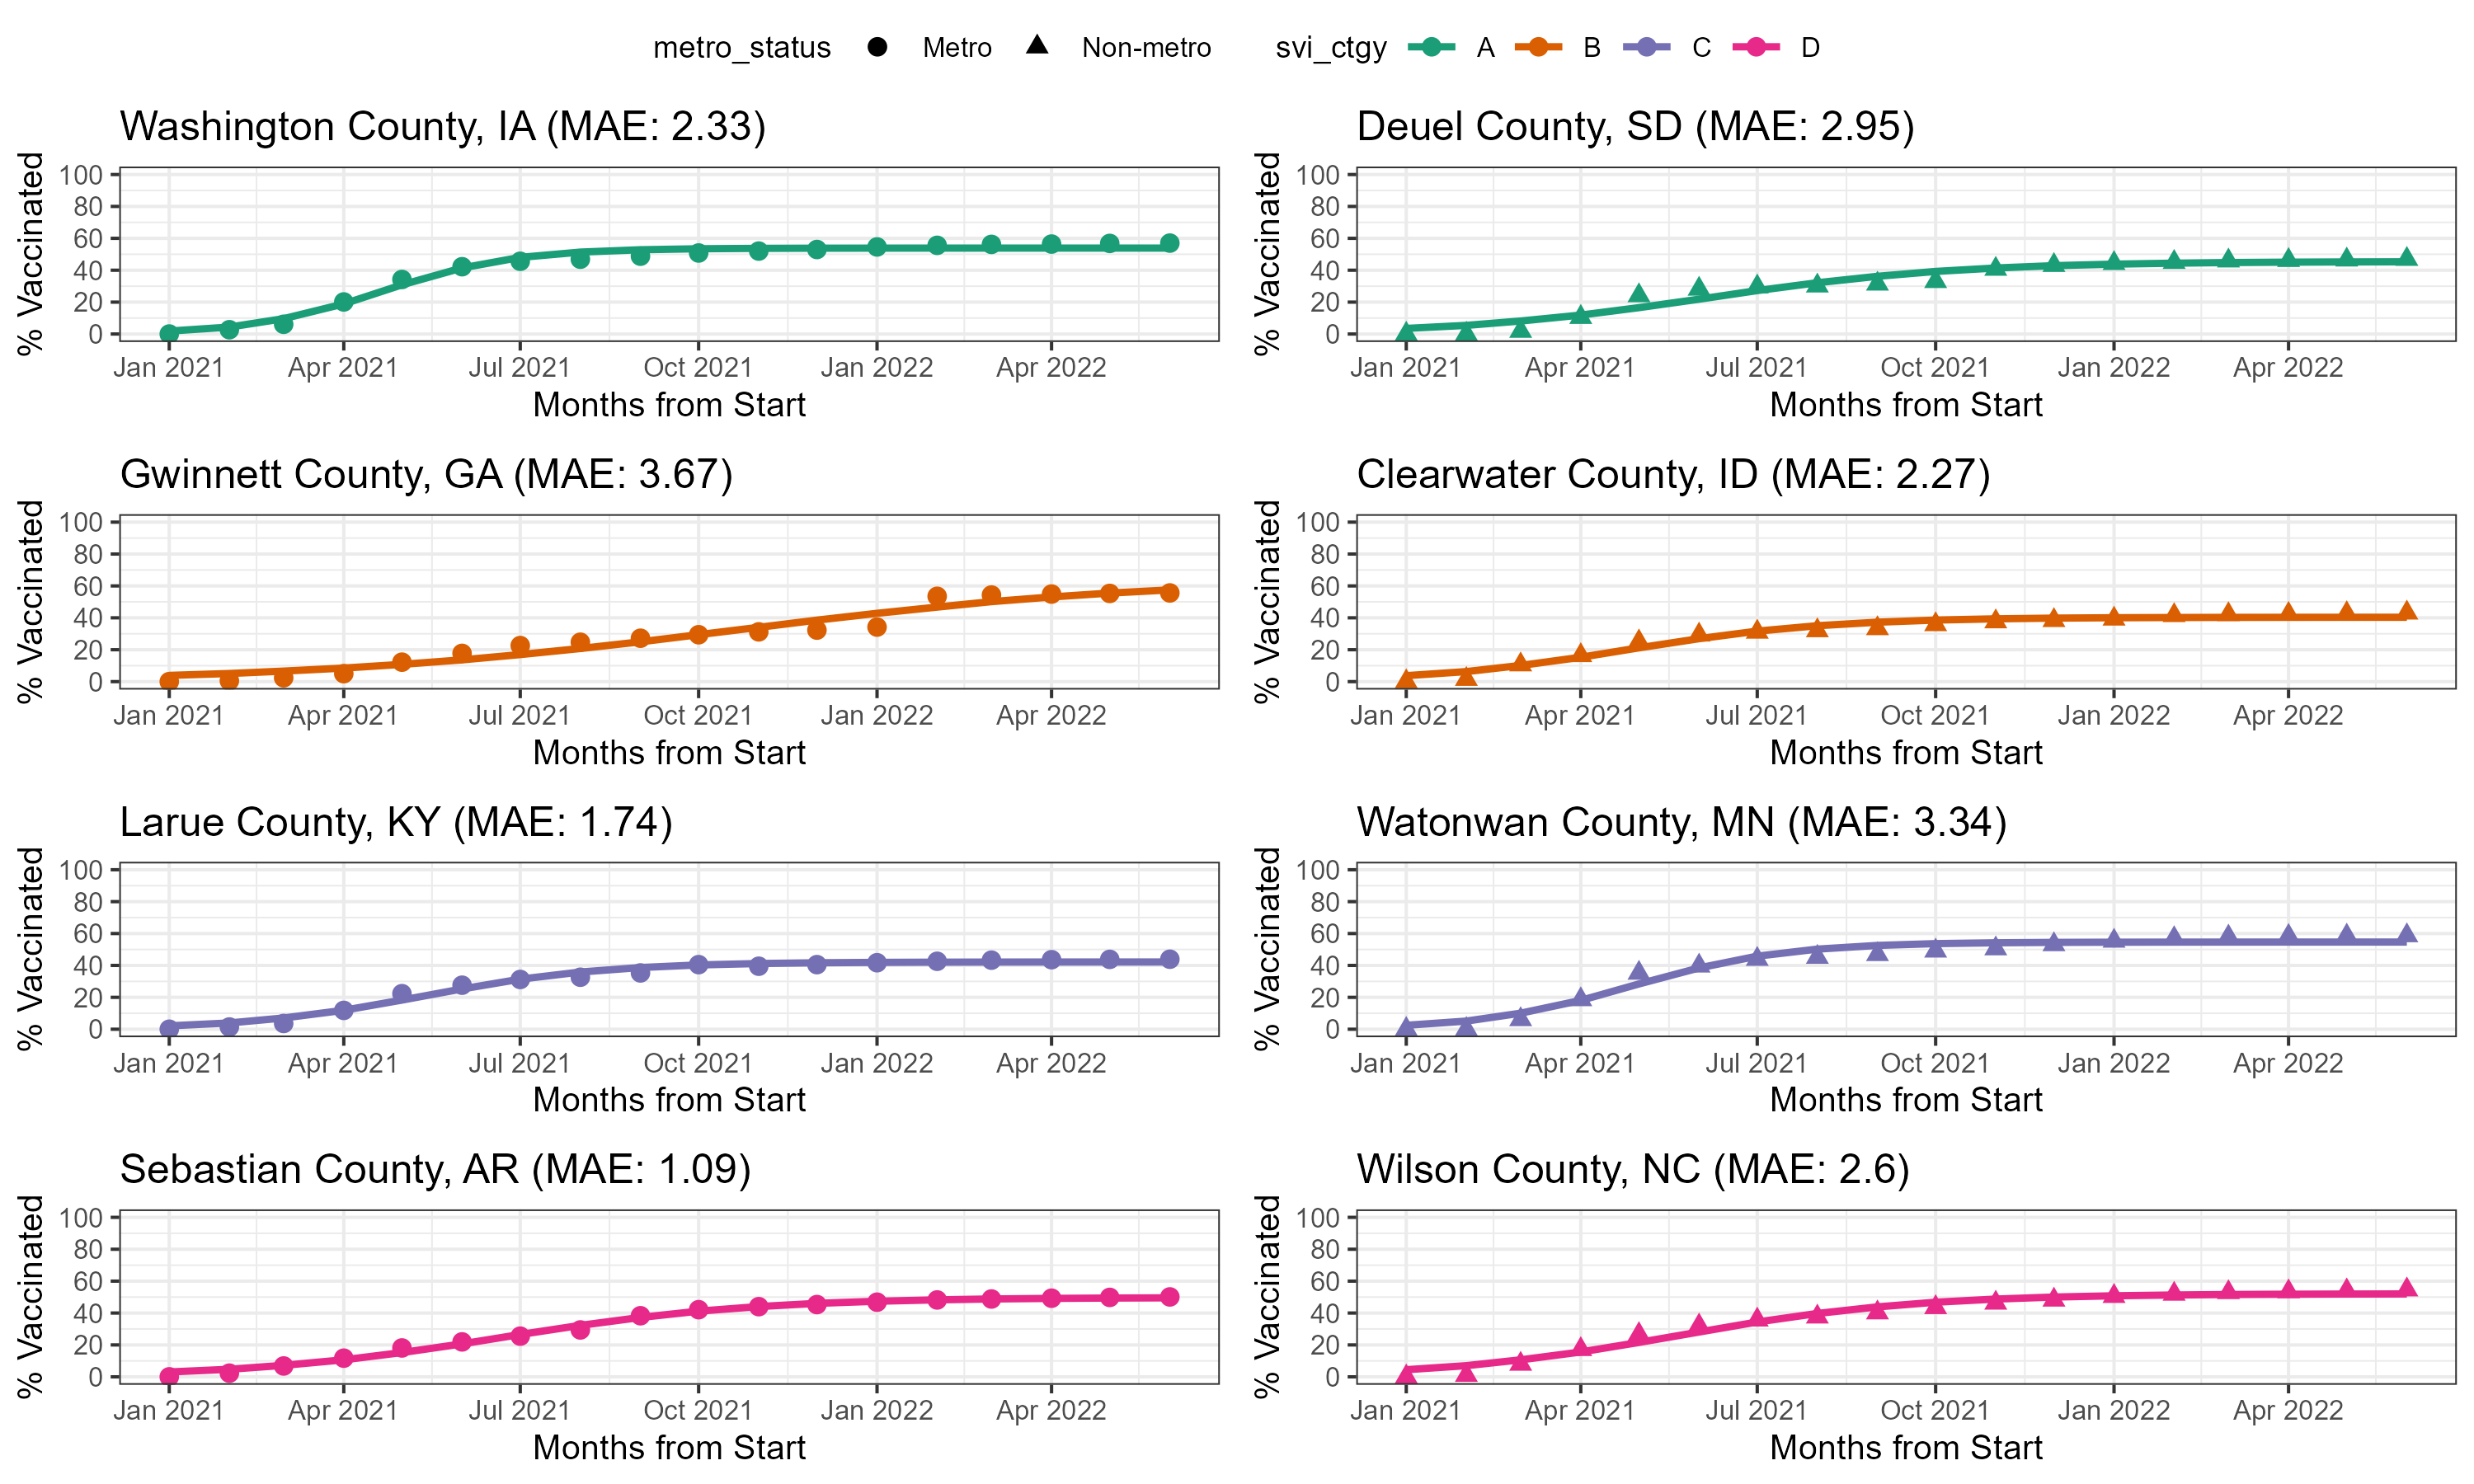 metro_status Metro Non-metro svi_ctgy A B C D
Washington County, IA (MAE: 2.33)
% Vaccinated
100
80
60
40
20
0
Jan 2021 Apr 2021 Jul 2021 Oct 2021 Jan 2022 Apr 2022
Months from Start
Deuel County, SD (MAE: 2.95)
% Vaccinated
100
80
60
40
20
0
Jan 2021 Apr 2021 Jul 2021 Oct 2021 Jan 2022 Apr 2022
Months from Start
Gwinnett County, GA (MAE: 3.67)
% Vaccinated
100
80
60
40
20
0
Jan 2021 Apr 2021 Jul 2021 Oct 2021 Jan 2022 Apr 2022
Months from Start
Clearwater County, ID (MAE: 2.27)
% Vaccinated
100
80
60
40
20
0
Jan 2021 Apr 2021 Jul 2021 Oct 2021 Jan 2022 Apr 2022
Months from Start
Larue County, KY (MAE: 1.74)
% Vaccinated
100
80
60
40
20
0
Jan 2021 Apr 2021 Jul 2021 Oct 2021 Jan 2022 Apr 2022
Months from Start
Watonwan County, MN (MAE: 3.34)
% Vaccinated
100
80
60
40
20
0
Jan 2021 Apr 2021 Jul 2021 Oct 2021 Jan 2022 Apr 2022
Months from Start
Sebastian County, AR (MAE: 1.09)
% Vaccinated
100
80
60
40
20
0
Jan 2021 Apr 2021 Jul 2021 Oct 2021 Jan 2022 Apr 2022
Months from Start
Wilson County, NC (MAE: 2.6)
% Vaccinated
100
80
60
40
20
0
Jan 2021 Apr 2021 Jul 2021 Oct 2021 Jan 2022 Apr 2022
Months from Start